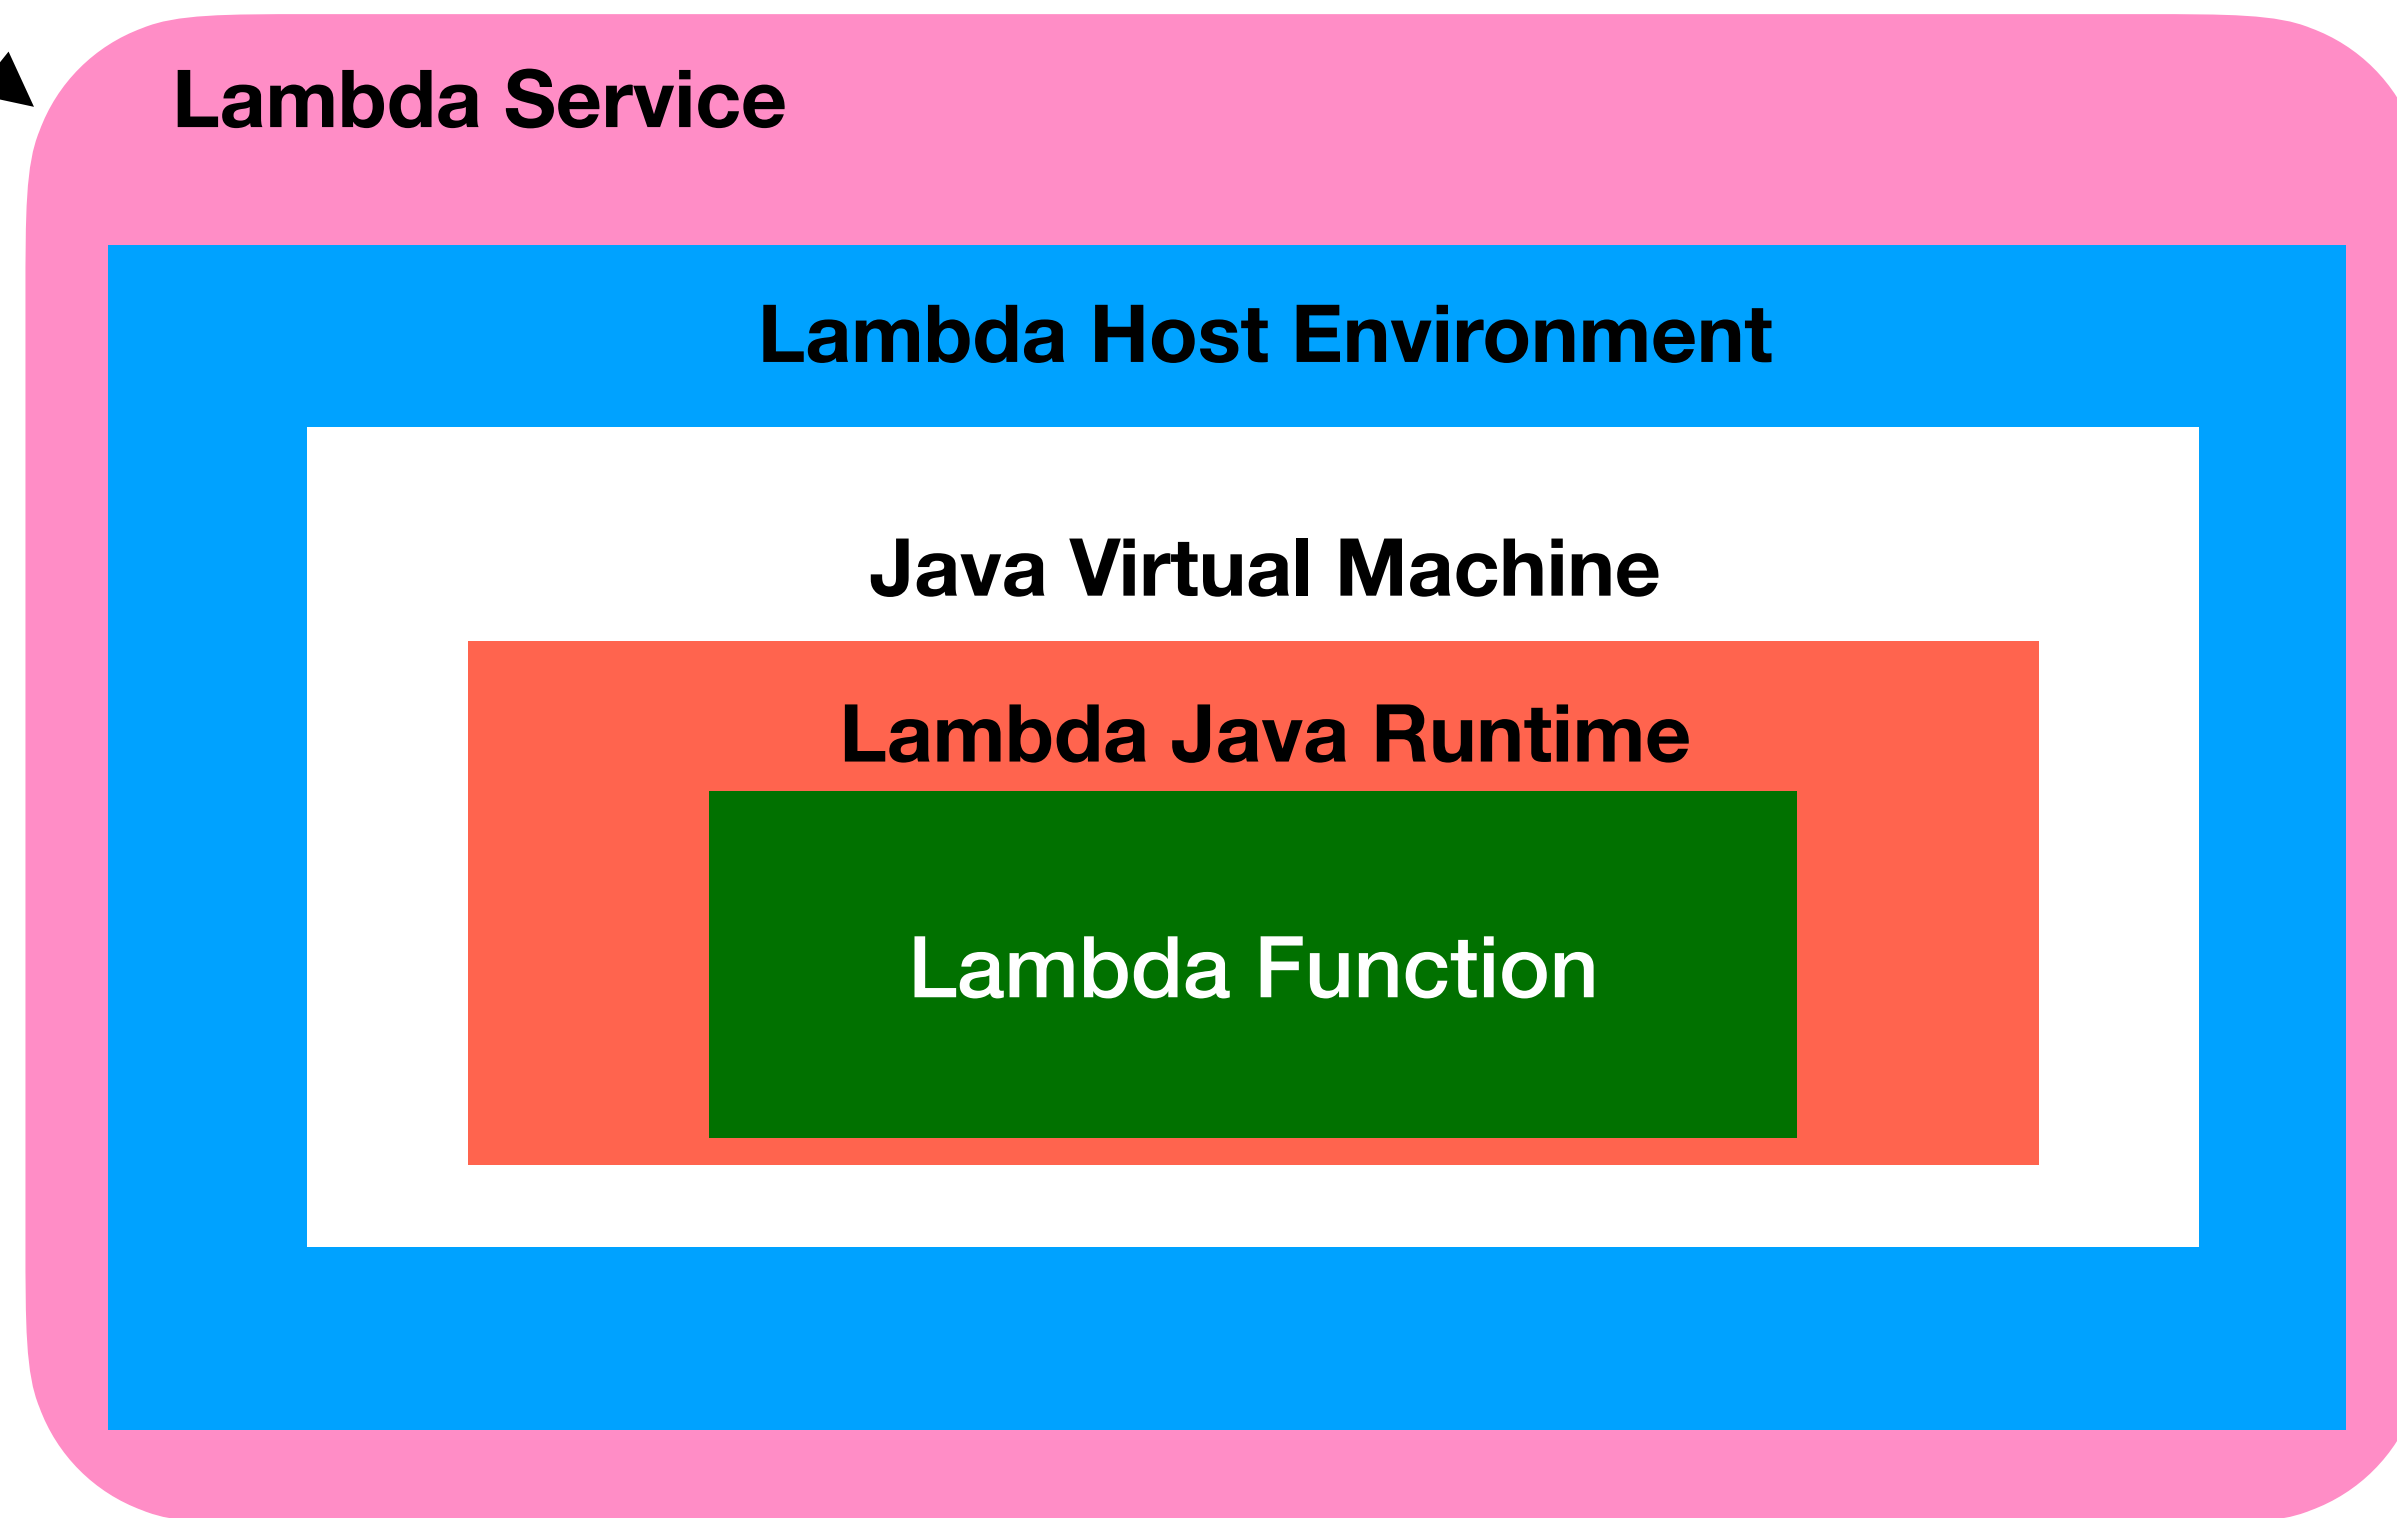 Lambda Service
Lambda Host Environment
Java Virtual Machine
Lambda Java Runtime
Lambda Function